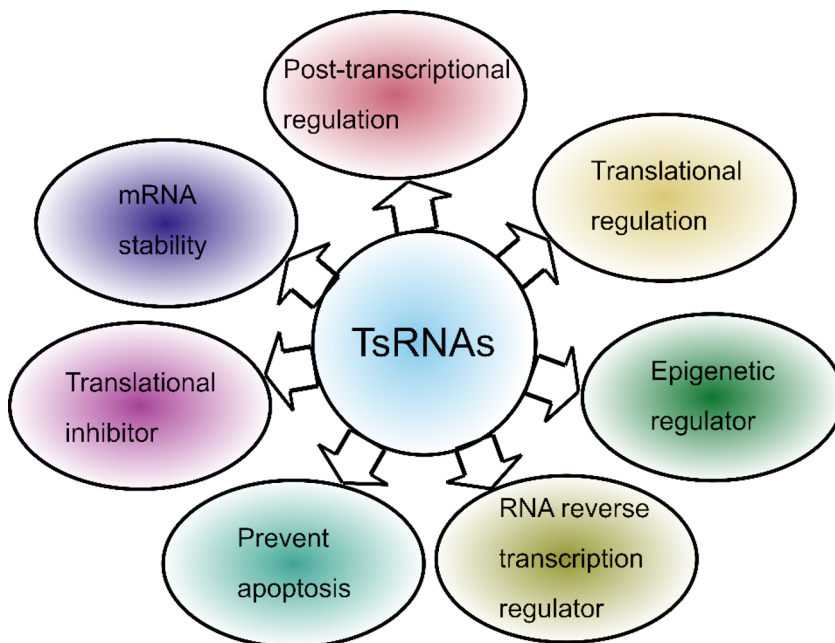 Post-transcriptional
regulation
Translational
regulation
Epigenetic
regulator
RNA reverse
transcription
regulator
Prevent
apoptosis
Translational
inhibitor
mRNA
stability
TsRNAs